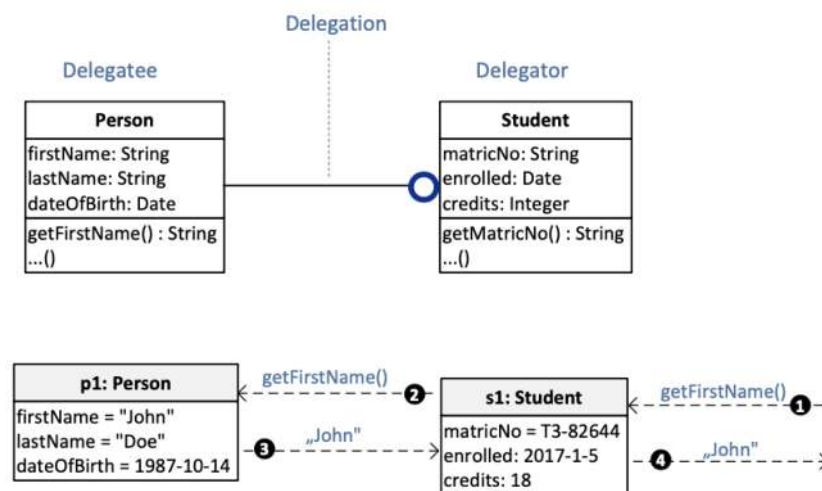 Delegation
Delegatee
Delegator
Person
firstName: String
lastName: String
dateOfBirth: Date
getFirstName() : String
...()
Student
matricNo: String
enrolled: Date
credits: Integer
getMatricNo() : String
...()
p1: Person
firstName = "John"
lastName = "Doe"
dateOfBirth = 1987-10-14
getFirstName()
2
3
„John"
s1: Student
matricNo = T3-82644
enrolled: 2017-1-5
credits: 18
getFirstName()
1
4
„John"